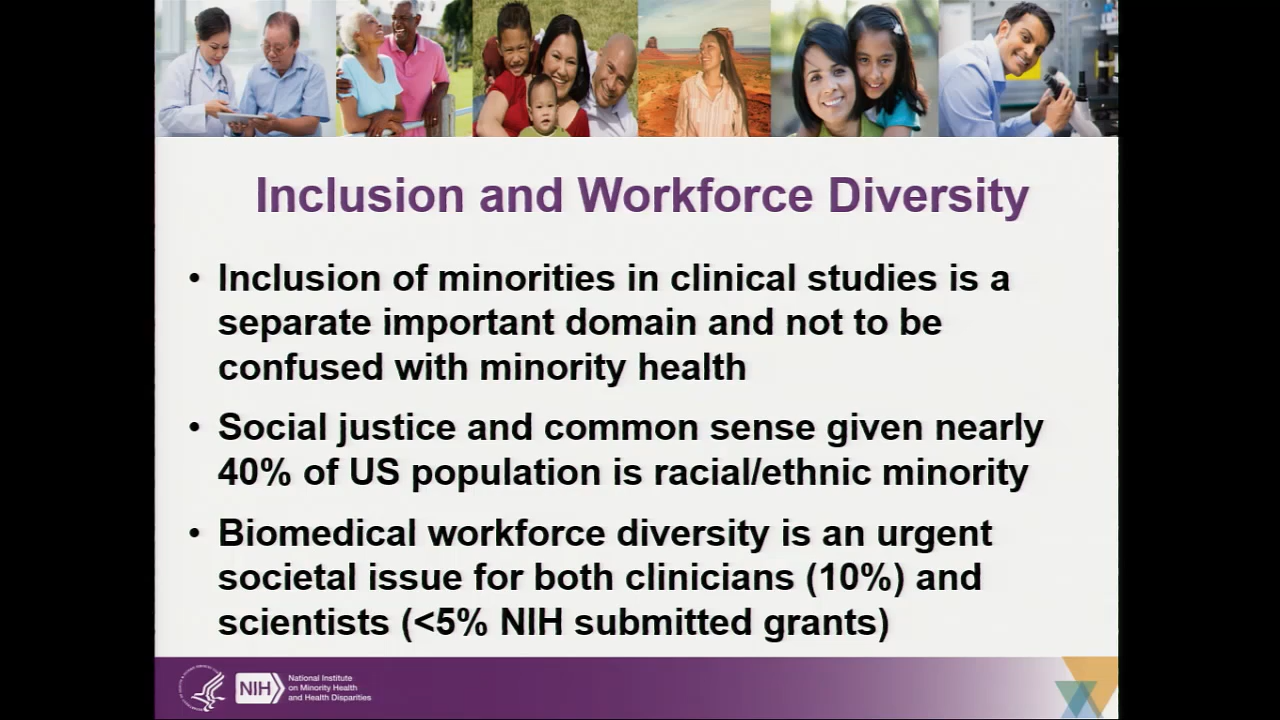 Inclusion and Workforce Diversity
• Inclusion of minorities in clinical studies is a
separate important domain and not to be
confused with minority health
• Social justice and common sense given nearly
40% of US population is racial/ethnic minority
• Biomedical workforce diversity is an urgent
societal issue for both clinicians (10%) and
scientists (<5% NIH submitted grants)
NIH
National Institute
on Minority Health
and Health Disparities